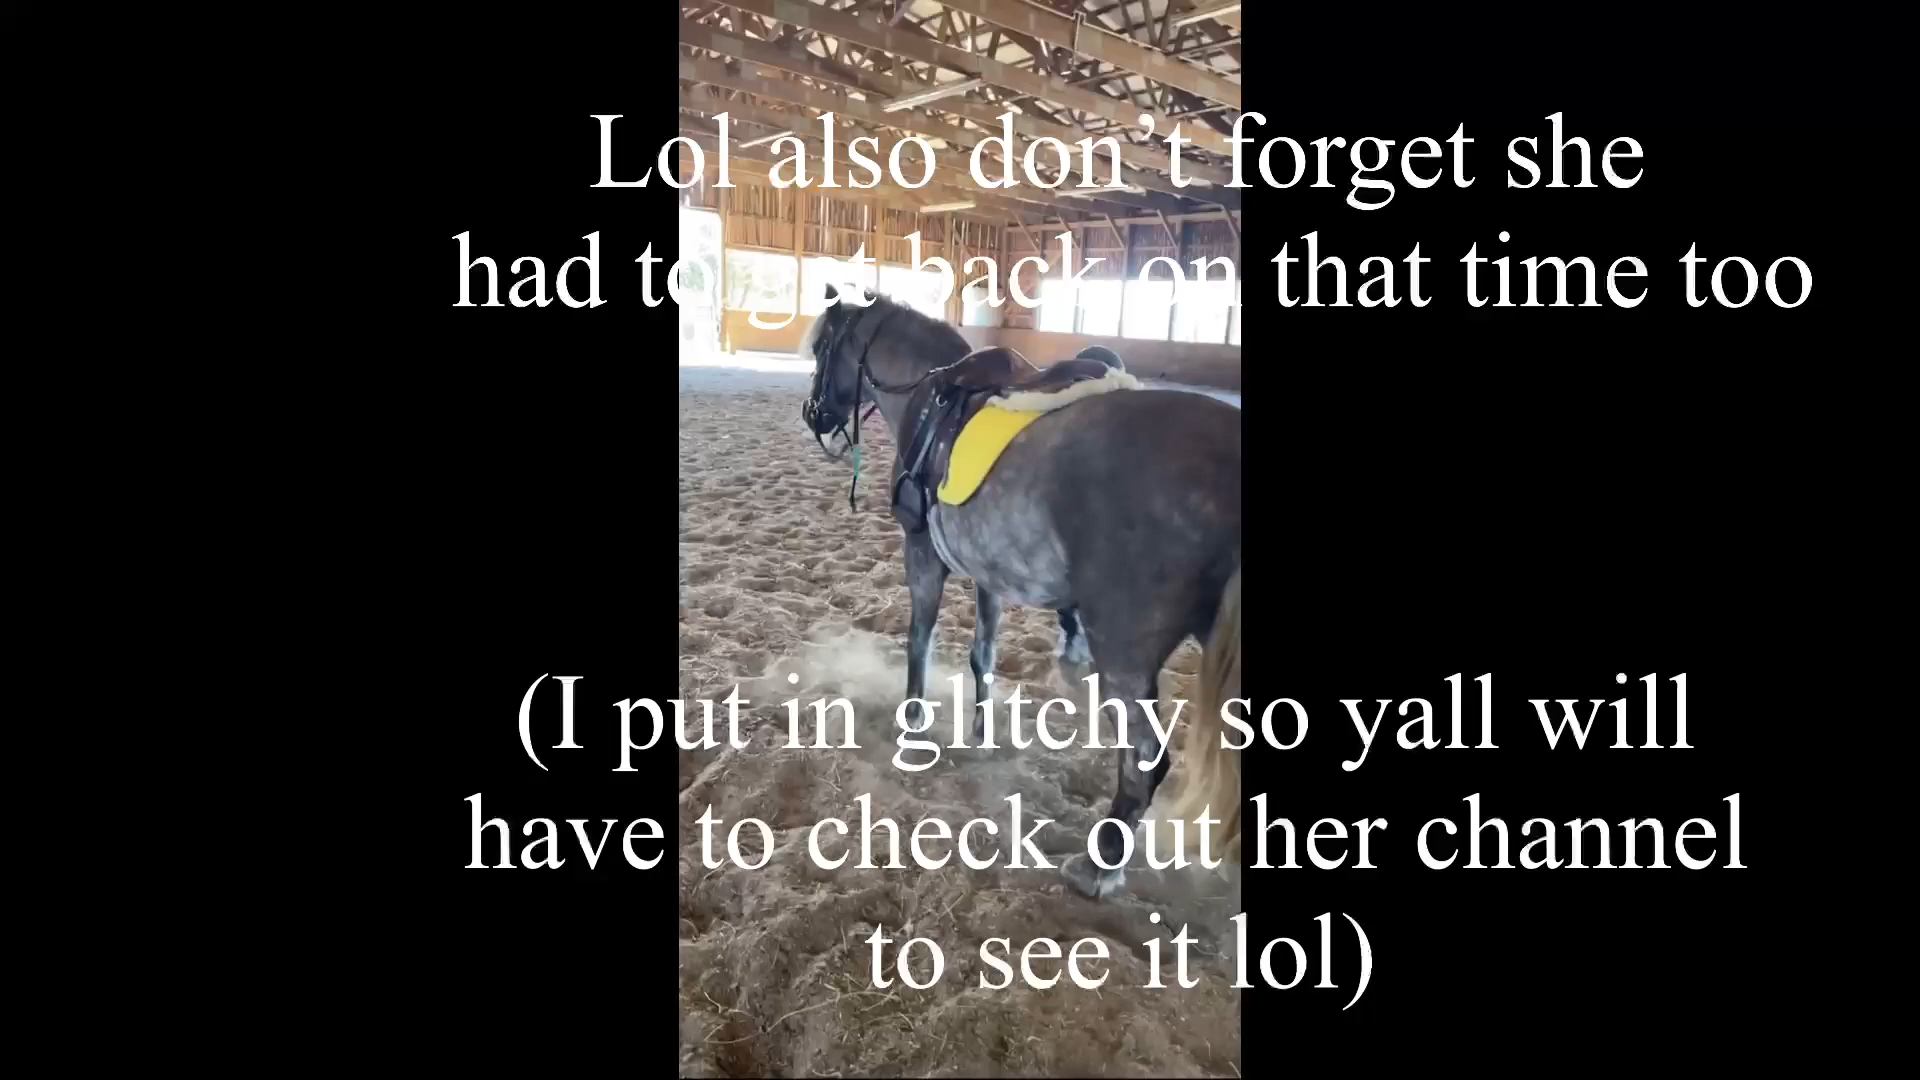 Lol also don’t forget she
had to get back on that time too
(I put in glitchy so yall will
have to check out her channel
to see it lol)